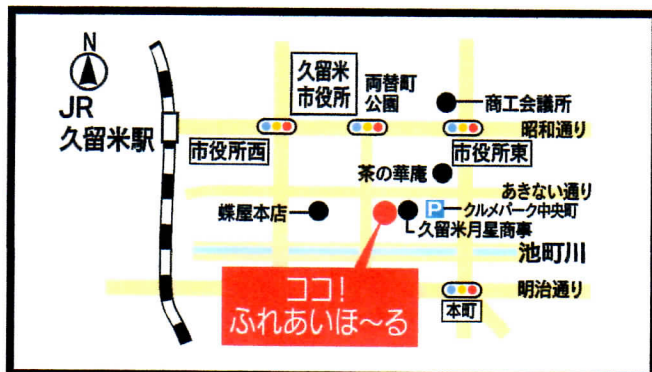 N
JR
久留米駅
久留米
市役所
両替町
公園
商工会議所
昭和通り
市役所西
市役所東
茶の華庵
あきない通り
蝶屋本店
P
クルメパーク中央町
久留米月星商事
池町川
ココ!
ふれあいほ~る
明治通り
本町